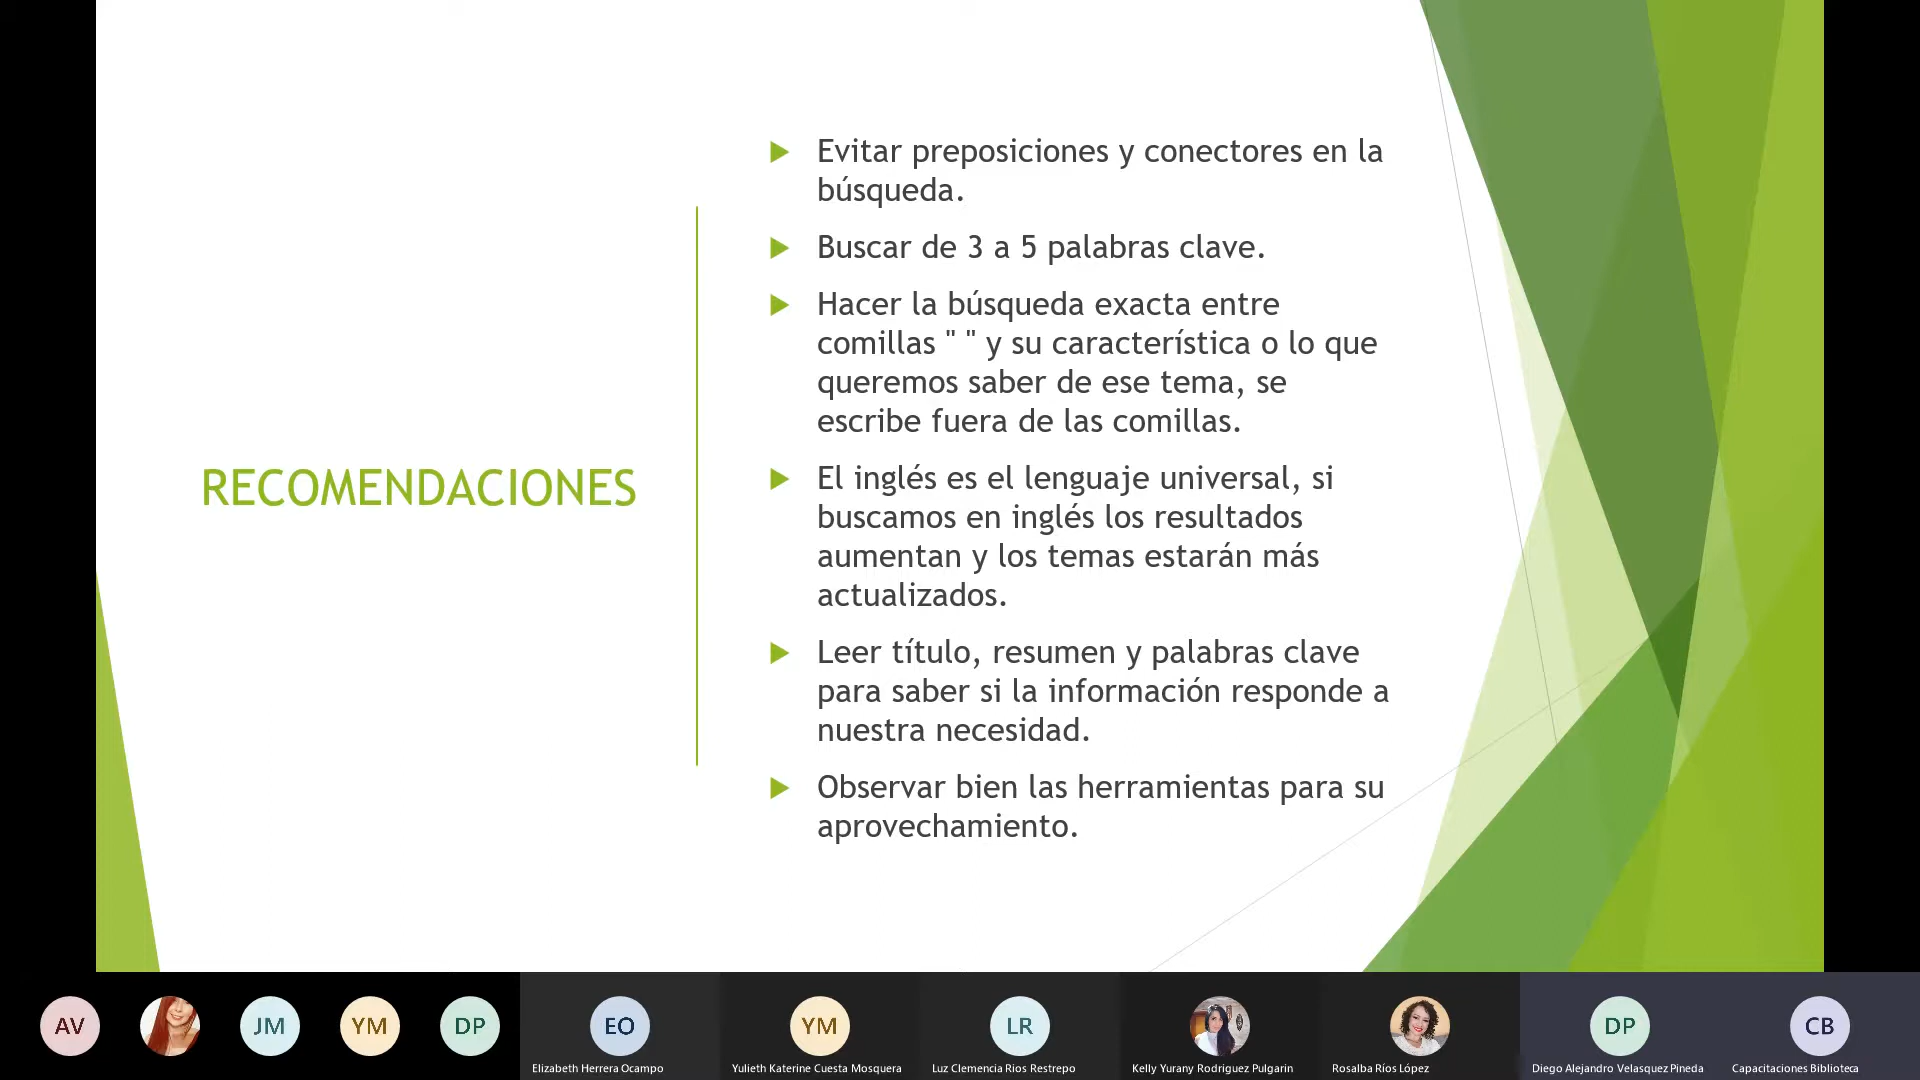 RECOMENDACIONES
Evitar preposiciones y conectores en la
búsqueda.
Buscar de 3 a 5 palabras clave.
Hacer la búsqueda exacta entre
comillas " " y su característica o lo que
queremos saber de ese tema, se
escribe fuera de las comillas.
El inglés es el lenguaje universal, si
buscamos en inglés los resultados
aumentan y los temas estarán más
actualizados.
Leer título, resumen y palabras clave
para saber si la información responde a
nuestra necesidad.
Observar bien las herramientas para su
aprovechamiento.
AV
JM
YM
DP
EO
YM
LR
DP
CB
Elizabeth Herrera Ocampo
Yulieth Katerine Cuesta Mosquera
Luz Clemencia Rios Restrepo
Kelly Yurany Rodriguez Pulgarin
Rosalba Ríos López
Diego Alejandro Velasquez Pineda
Capacitaciones Biblioteca